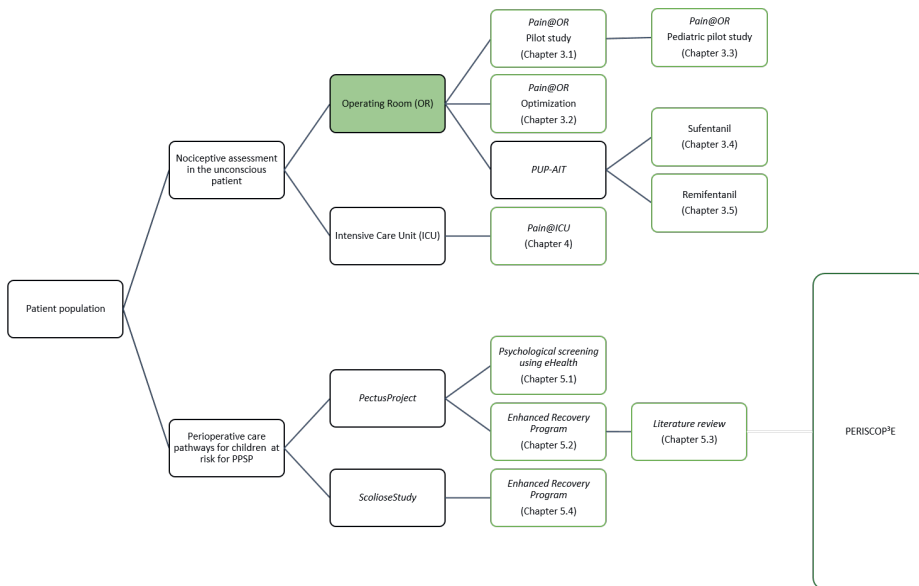 Pain@OR
Pilot study
(Chapter 3.1)
Pain@OR
Pediatric pilot study
(Chapter 3.3)
Operating Room (OR)
Pain@OR
Optimization
(Chapter 3.2)
Nociceptive assessment
in the unconscious
patient
PUP-AIT
Sufentanil
(Chapter 3.4)
Remifentanil
(Chapter 3.5)
Intensive Care Unit (ICU)
Pain@ICU
(Chapter 4)
Patient population
Perioperative care
pathways for children at
risk for PPSP
PectusProject
Psychological screening
using eHealth
(Chapter 5.1)
Enhanced Recovery
Program
(Chapter 5.2)
Literature review
(Chapter 5.3)
PERISCOP³E
ScolioseStudy
Enhanced Recovery
Program
(Chapter 5.4)